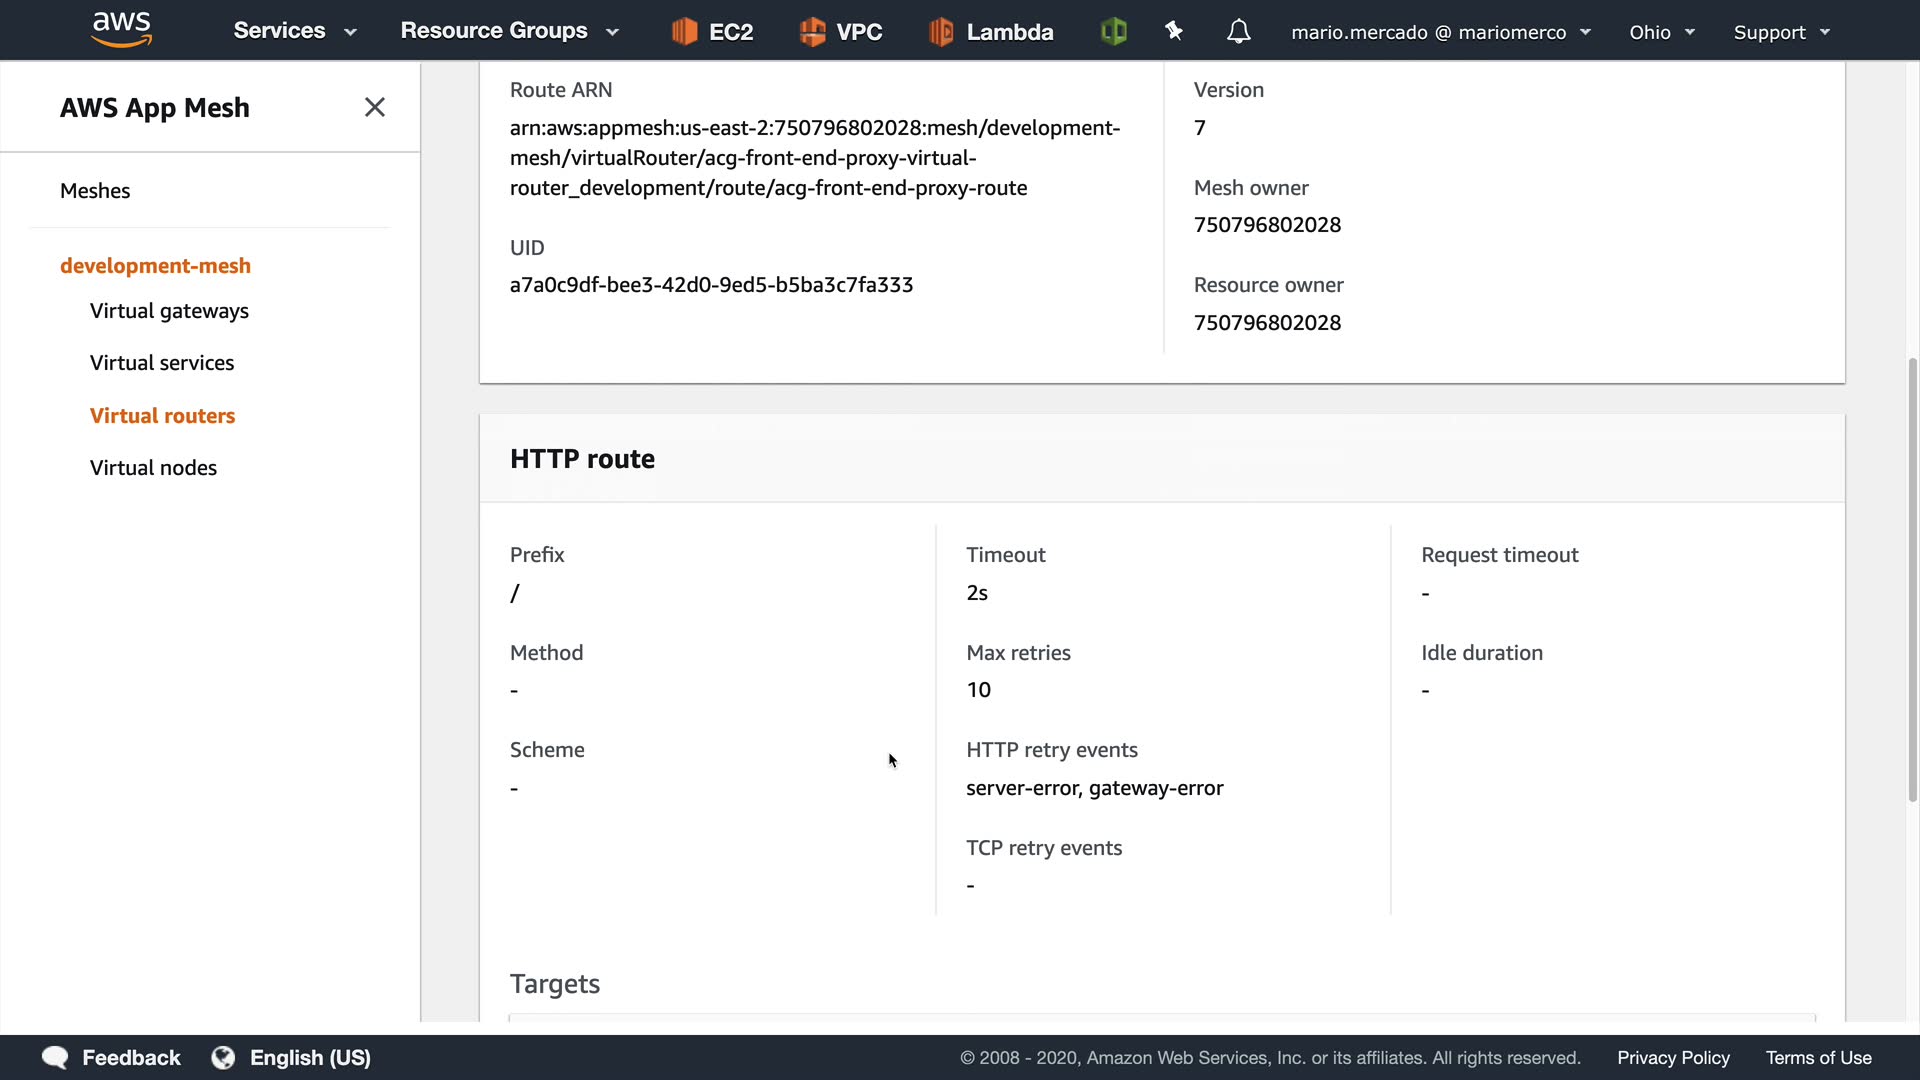 aws
Services
Resource Groups
EC2
VPC
Lambda
mario.mercado @ mariomerco
Ohio
Support
AWS App Mesh
Meshes
development-mesh
Virtual gateways
Virtual services
Virtual routers
Virtual nodes
Route ARN
arn:aws:appmesh:us-east-2:750796802028:mesh/development-
mesh/virtualRouter/acg-front-end-proxy-virtual-
router_development/route/acg-front-end-proxy-route
UID
a7a0c9df-bee3-42d0-9ed5-b5ba3c7fa333
Version
7
Mesh owner
750796802028
Resource owner
750796802028
HTTP route
Prefix
/
Method
-
Scheme
-
Timeout
2s
Max retries
10
HTTP retry events
server-error, gateway-error
TCP retry events
-
Request timeout
-
Idle duration
-
Targets
Feedback
English (US)
© 2008 - 2020, Amazon Web Services, Inc. or its affiliates. All rights reserved.
Privacy Policy
Terms of Use